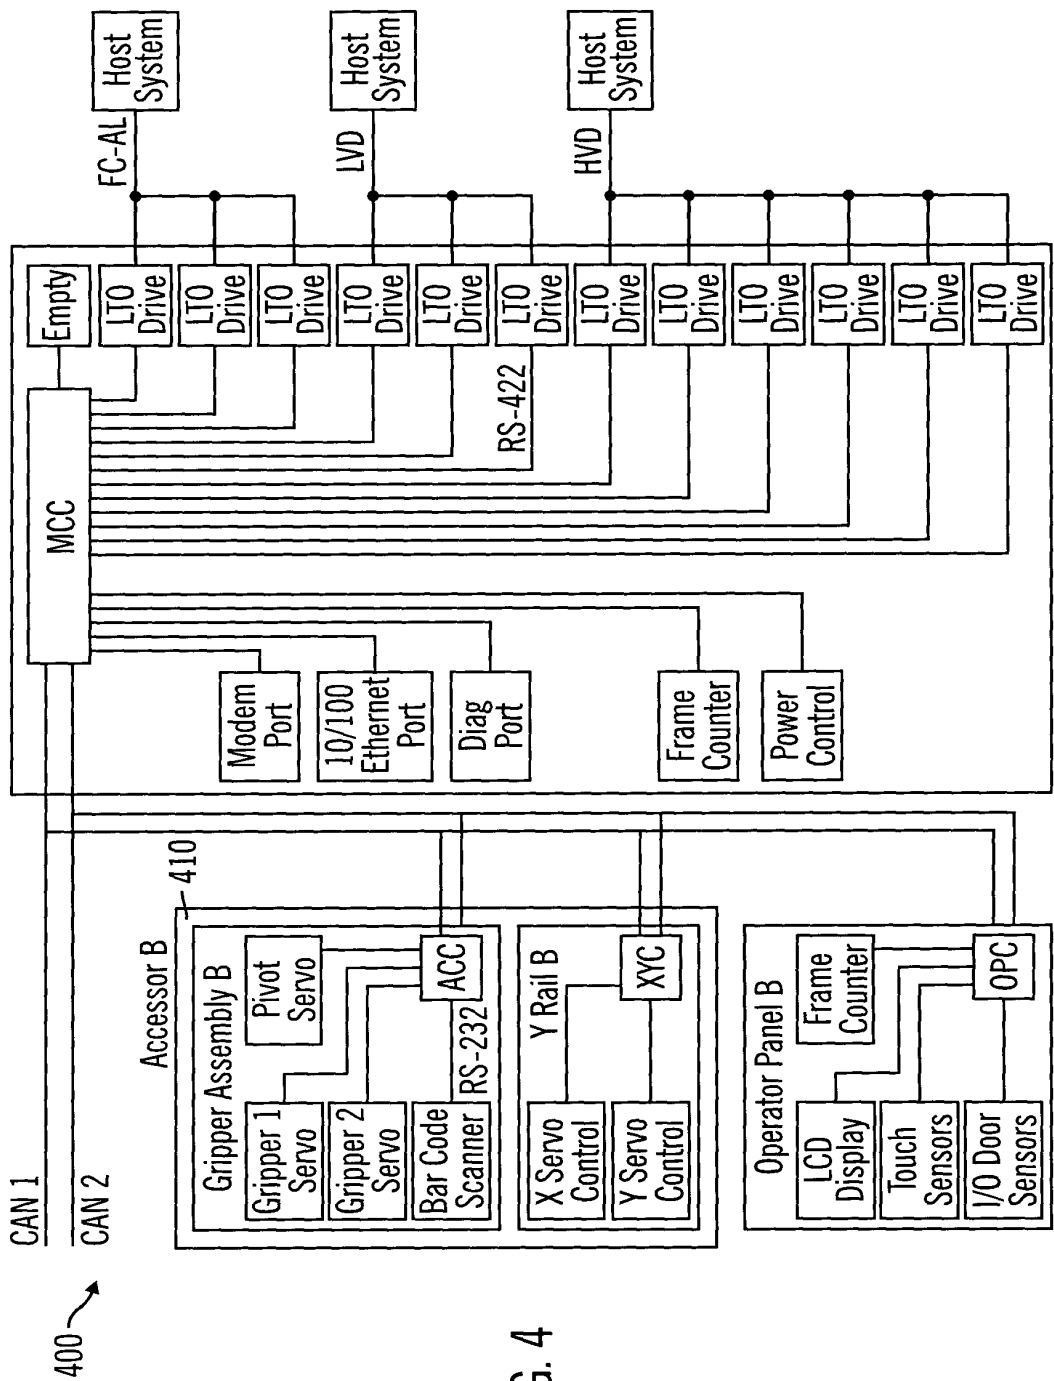 400
CAN 1
CAN 2
MCC
Empty
LTO
Drive
LTO
Drive
LTO
Drive
LTO
Drive
LTO
Drive
LTO
Drive
LTO
Drive
LTO
Drive
LTO
Drive
LTO
Drive
LTO
Drive
LTO
Drive
RS-422
FC-AL
Host
System
LVD
Host
System
HVD
Host
System
Modem
Port
10/100
Ethernet
Port
Diag
Port
Frame
Counter
Power
Control
Accessor B
410
Gripper Assembly B
Gripper 1
Servo
Pivot
Servo
Gripper 2
Servo
Bar Code
Scanner
ACC
RS-232
Y Rail B
X Servo
Control
Y Servo
Control
XYC
Operator Panel B
LCD
Display
Frame
Counter
Touch
Sensors
I/O Door
Sensors
OPC
G. 4